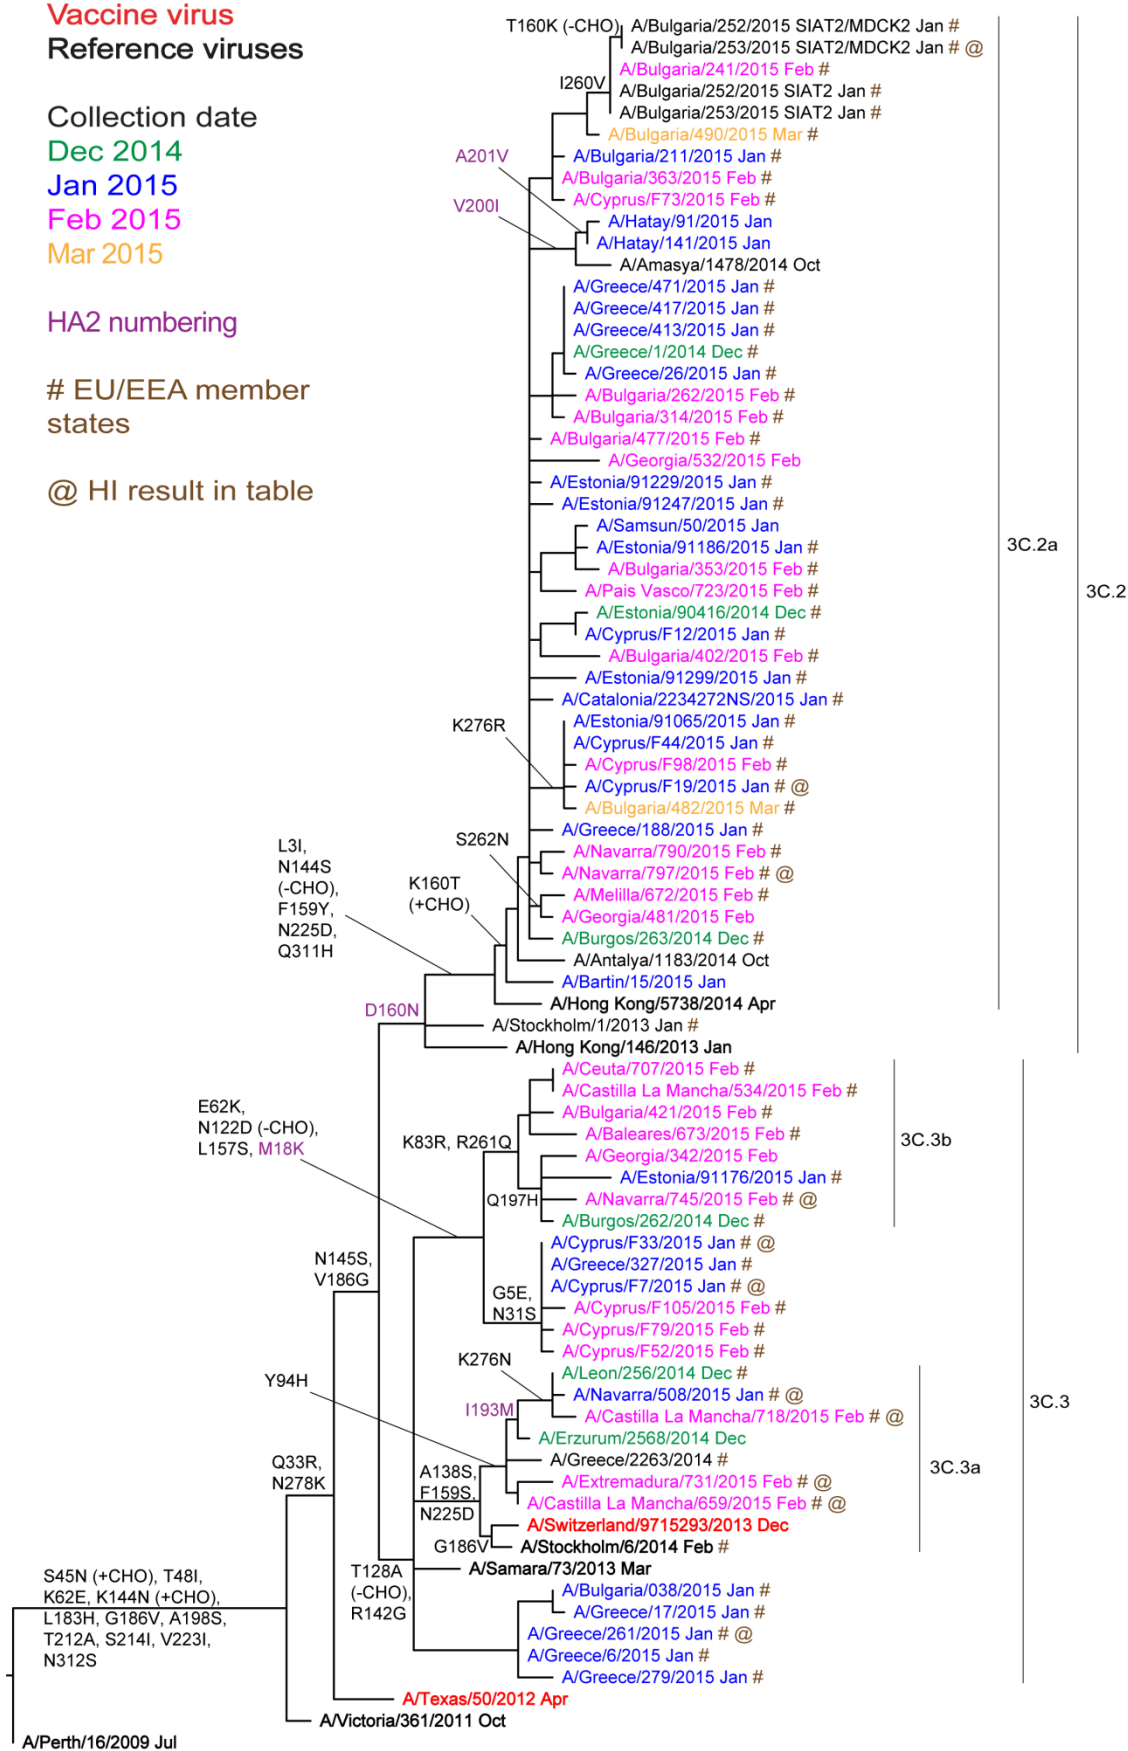 Vaccine virus
Reference viruses
Collection date
Dec 2014
Jan 2015
Feb 2015
Mar 2015
HA2 numbering
# EU/EEA member
states
@ HI result in table
T160K (-CHO)
A/Bulgaria/252/2015 SIAT2/MDCK2 Jan #
A/Bulgaria/253/2015 SIAT2/MDCK2 Jan # @
A/Bulgaria/241/2015 Feb #
I260V
A/Bulgaria/252/2015 SIAT2 Jan #
A/Bulgaria/253/2015 SIAT2 Jan #
A/Bulgaria/490/2015 Mar #
A201V
A/Bulgaria/211/2015 Jan #
A/Bulgaria/363/2015 Feb #
V200I
A/Cyprus/F73/2015 Feb #
A/Hatay/91/2015 Jan
A/Hatay/141/2015 Jan
A/Amasya/1478/2014 Oct
A/Greece/471/2015 Jan #
A/Greece/417/2015 Jan #
A/Greece/413/2015 Jan #
A/Greece/1/2014 Dec #
A/Greece/26/2015 Jan #
A/Bulgaria/262/2015 Feb #
A/Bulgaria/314/2015 Feb #
A/Bulgaria/477/2015 Feb #
A/Georgia/532/2015 Feb
A/Estonia/91229/2015 Jan #
A/Estonia/91247/2015 Jan #
A/Samsun/50/2015 Jan
A/Estonia/91186/2015 Jan #
3C.2a
A/Bulgaria/353/2015 Feb #
A/Pais Vasco/723/2015 Feb #
3C.2
A/Estonia/90416/2014 Dec #
A/Cyprus/F12/2015 Jan #
A/Bulgaria/402/2015 Feb #
A/Estonia/91299/2015 Jan #
A/Catalonia/2234272NS/2015 Jan #
K276R
A/Estonia/91065/2015 Jan #
A/Cyprus/F44/2015 Jan #
A/Cyprus/F98/2015 Feb #
A/Cyprus/F19/2015 Jan # @
A/Bulgaria/482/2015 Mar #
A/Greece/188/2015 Jan #
S262N
A/Navarra/790/2015 Feb #
A/Navarra/797/2015 Feb # @
L3I,
N144S
(-CHO),
F159Y,
N225D,
Q311H
K160T
(+CHO)
A/Melilla/672/2015 Feb #
A/Georgia/481/2015 Feb
A/Burgos/263/2014 Dec #
A/Antalya/1183/2014 Oct
A/Bartin/15/2015 Jan
A/Hong Kong/5738/2014 Apr
D160N
A/Stockholm/1/2013 Jan #
A/Hong Kong/146/2013 Jan
A/Ceuta/707/2015 Feb #
A/Castilla La Mancha/534/2015 Feb #
E62K,
N122D (-CHO),
L157S, M18K
A/Bulgaria/421/2015 Feb #
A/Baleares/673/2015 Feb #
K83R, R261Q
3C.3b
A/Georgia/342/2015 Feb
A/Estonia/91176/2015 Jan #
Q197H
A/Navarra/745/2015 Feb # @
A/Burgos/262/2014 Dec #
A/Cyprus/F33/2015 Jan # @
N145S,
V186G
A/Greece/327/2015 Jan #
A/Cyprus/F7/2015 Jan # @
G5E,
N31S
A/Cyprus/F105/2015 Feb #
A/Cyprus/F79/2015 Feb #
A/Cyprus/F52/2015 Feb #
K276N
A/Leon/256/2014 Dec #
Y94H
A/Navarra/508/2015 Jan # @
3C.3
I193M
A/Castilla La Mancha/718/2015 Feb # @
A/Erzurum/2568/2014 Dec
A/Greece/2263/2014 #
3C.3a
Q33R,
N278K
A138S,
F159S,
N225D
A/Extremadura/731/2015 Feb # @
A/Castilla La Mancha/659/2015 Feb # @
A/Switzerland/9715293/2013 Dec
G186V
A/Stockholm/6/2014 Feb #
A/Samara/73/2013 Mar
T128A
(-CHO),
R142G
S45N (+CHO), T48I,
K62E, K144N (+CHO),
L183H, G186V, A198S,
T212A, S214I, V223I,
N312S
A/Bulgaria/038/2015 Jan #
A/Greece/17/2015 Jan #
A/Greece/261/2015 Jan # @
A/Greece/6/2015 Jan #
A/Greece/279/2015 Jan #
A/Texas/50/2012 Apr
A/Victoria/361/2011 Oct
A/Perth/16/2009 Jul